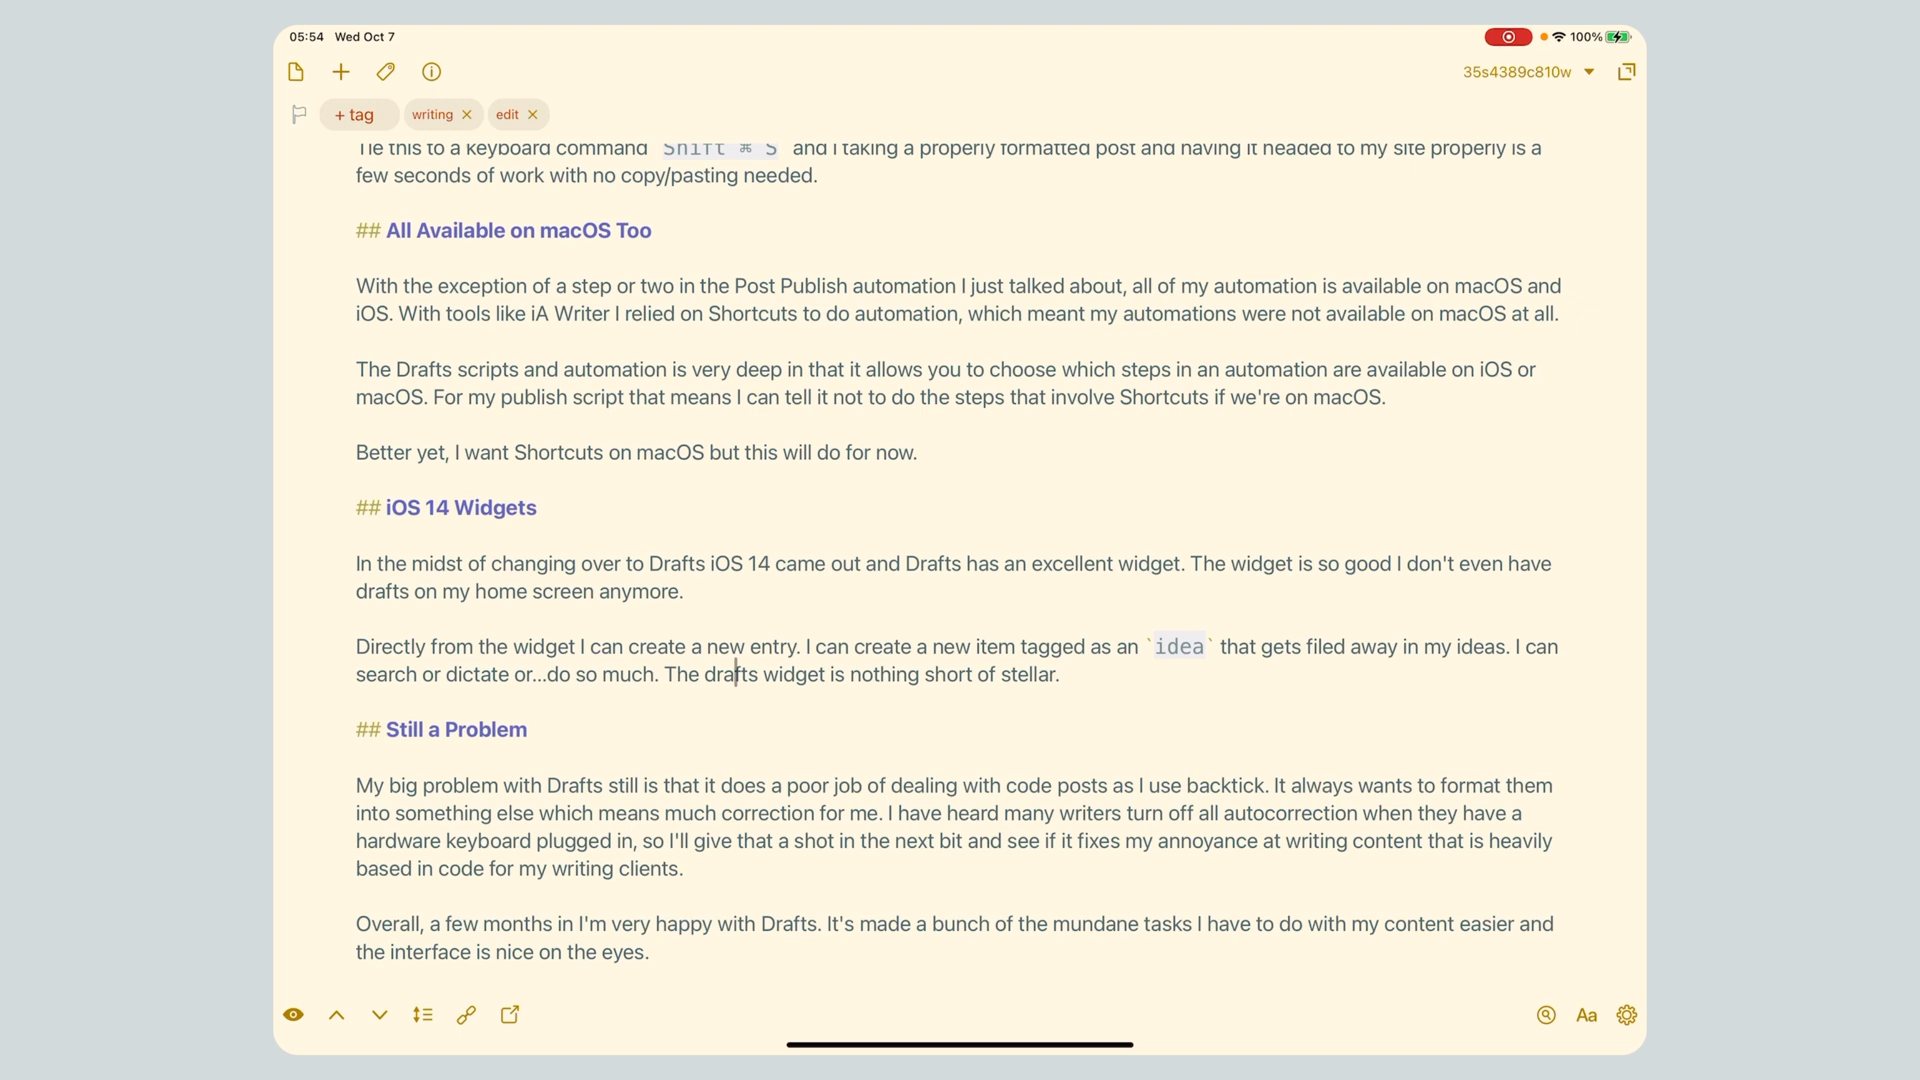 05:54 Wed Oct 7
100%
35s4389c810w
+ tag writing edit
Tie this to a keyboard command Shift ⌘ S and I taking a properly formatted post and having it headed to my site properly is a
few seconds of work with no copy/pasting needed.
## All Available on macOS Too
With the exception of a step or two in the Post Publish automation I just talked about, all of my automation is available on macOS and
iOS. With tools like iA Writer I relied on Shortcuts to do automation, which meant my automations were not available on macOS at all.
The Drafts scripts and automation is very deep in that it allows you to choose which steps in an automation are available on iOS or
macOS. For my publish script that means I can tell it not to do the steps that involve Shortcuts if we're on macOS.
Better yet, I want Shortcuts on macOS but this will do for now.
## iOS 14 Widgets
In the midst of changing over to Drafts iOS 14 came out and Drafts has an excellent widget. The widget is so good I don't even have
drafts on my home screen anymore.
Directly from the widget I can create a new entry. I can create a new item tagged as an `idea` that gets filed away in my ideas. I can
search or dictate or...do so much. The drafts widget is nothing short of stellar.
## Still a Problem
My big problem with Drafts still is that it does a poor job of dealing with code posts as I use backtick. It always wants to format them
into something else which means much correction for me. I have heard many writers turn off all autocorrection when they have a
hardware keyboard plugged in, so I'll give that a shot in the next bit and see if it fixes my annoyance at writing content that is heavily
based in code for my writing clients.
Overall, a few months in I'm very happy with Drafts. It's made a bunch of the mundane tasks I have to do with my content easier and
the interface is nice on the eyes.
Aa